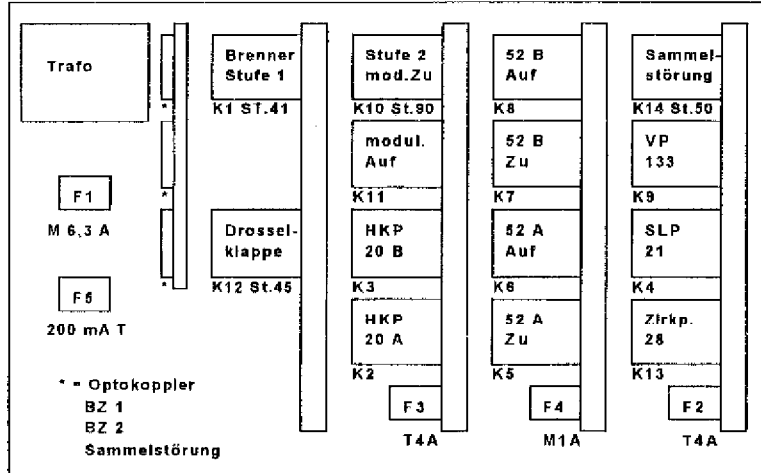 Trafo
Brenner
Stufe 1
Stufe 2
mod.Zu
52 B
Auf
Sammel-
störung
*
K1 ST.41
K10 St.90
K8
K14 St.50
modul.
Auf
52 B
Zu
VP
133
F1
*
K11
K7
K9
M 6,3 A
Drossel-
klappe
HKP
20 B
52 A
Auf
SLP
21
F5
*
K12 St.45
K3
K6
K4
200 mA T
HKP
20 A
52 A
Zu
Zirkp.
28
K2
K5
K13
* = Optokoppler
BZ 1
BZ 2
Sammelstörung
F3
F4
F2
T4A
M1A
T4A